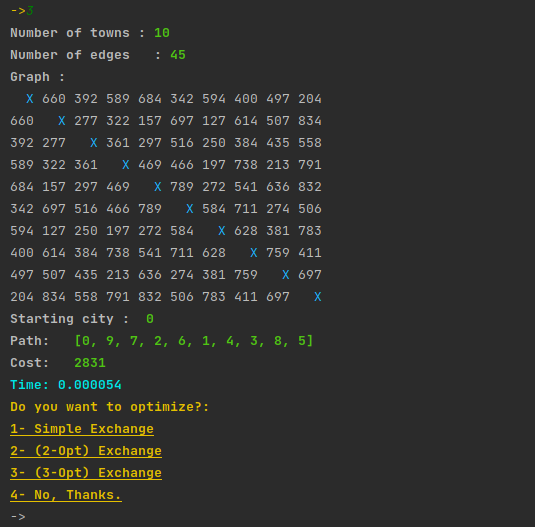 ->3
Number of towns : 10
Number of edges   : 45
Graph :
  X 660 392 589 684 342 594 400 497 204
660   X 277 322 157 697 127 614 507 834
392 277   X 361 297 516 250 384 435 558
589 322 361   X 469 466 197 738 213 791
684 157 297 469   X 789 272 541 636 832
342 697 516 466 789   X 584 711 274 506
594 127 250 197 272 584   X 628 381 783
400 614 384 738 541 711 628   X 759 411
497 507 435 213 636 274 381 759   X 697
204 834 558 791 832 506 783 411 697   X
Starting city :  0
Path:   [0, 9, 7, 2, 6, 1, 4, 3, 8, 5]
Cost:   2831
Time: 0.000054
Do you want to optimize?:
1- Simple Exchange
2- (2-Opt) Exchange
3- (3-Opt) Exchange
4- No, Thanks.
->